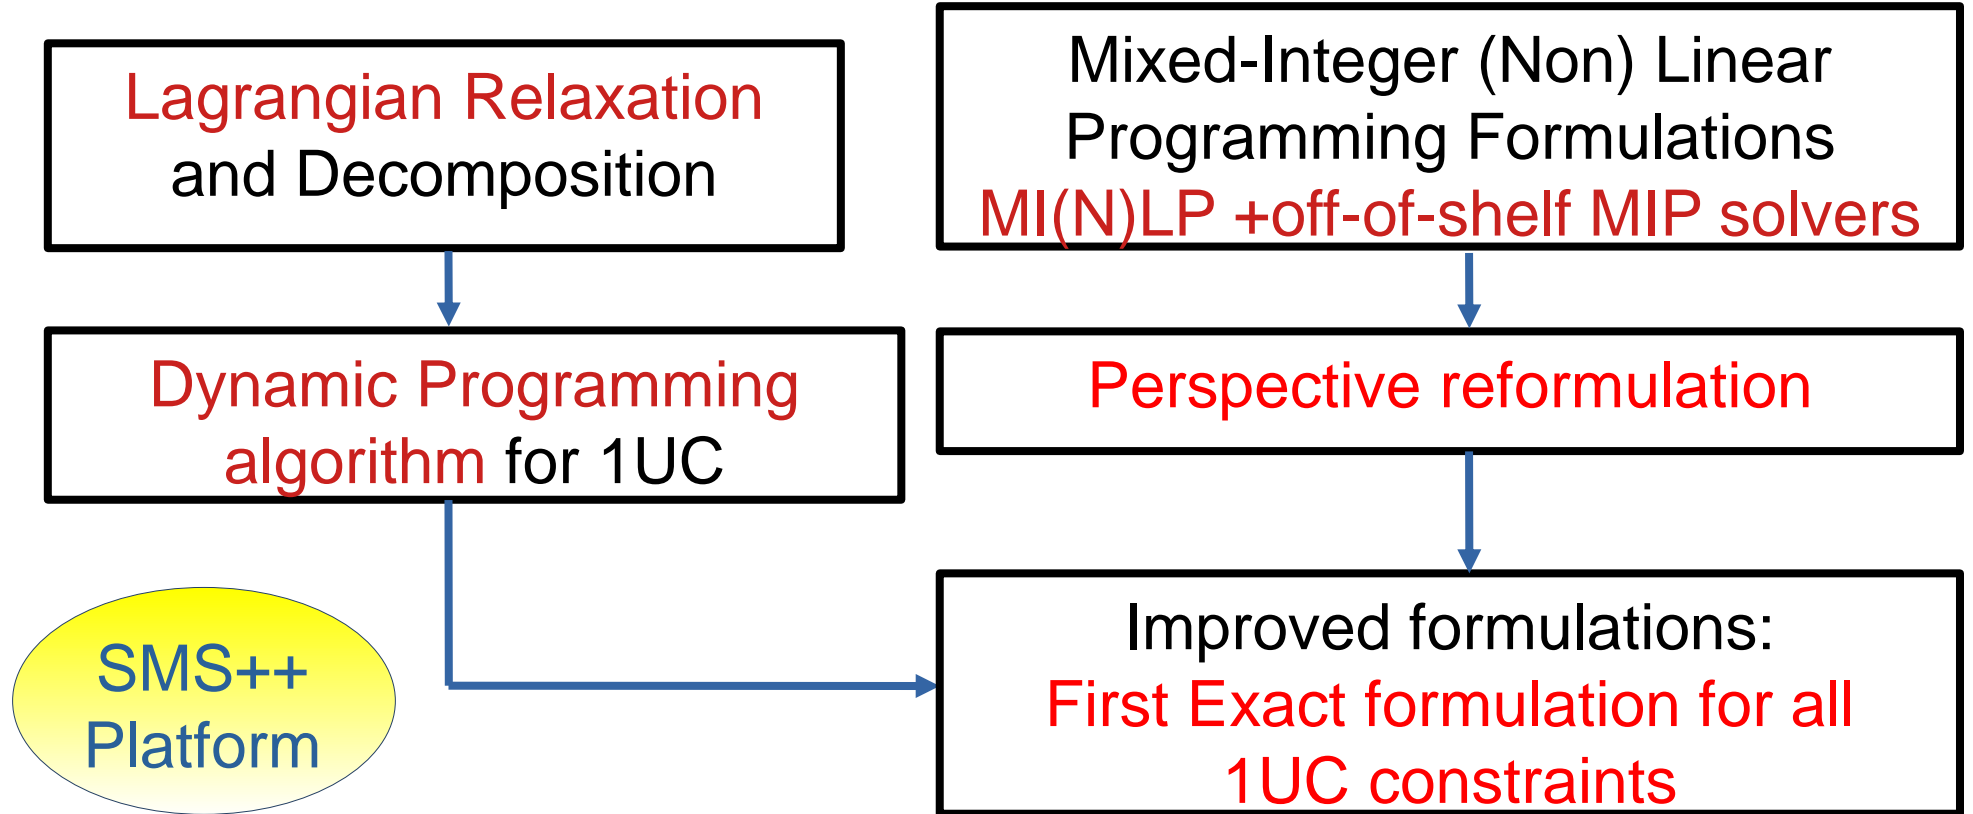 Lagrangian Relaxation
and Decomposition
Mixed-Integer (Non) Linear
Programming Formulations
MI(N)LP +off-of-shelf MIP solvers
Dynamic Programming
algorithm for 1UC
Perspective reformulation
SMS++
Platform
Improved formulations:
First Exact formulation for all
1UC constraints